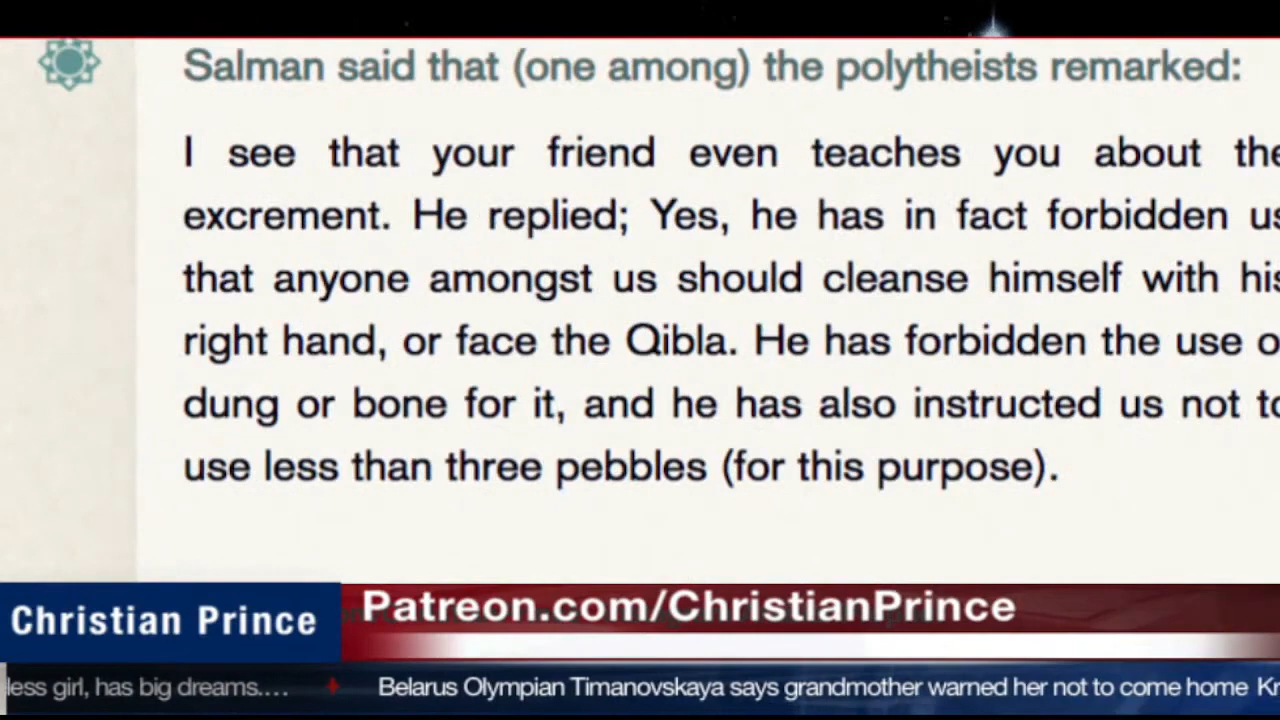 Salman said that (one among) the polytheists remarked:
I see that your friend even teaches you about the
excrement. He replied; Yes, he has in fact forbidden us
that anyone amongst us should cleanse himself with his
right hand, or face the Qibla. He has forbidden the use o
dung or bone for it, and he has also instructed us not to
use less than three pebbles (for this purpose).
Christian Prince
Patreon.com/ChristianPrince
less girl, has big dreams.... Belarus Olympian Timanovskaya says grandmother warned her not to come home Kr